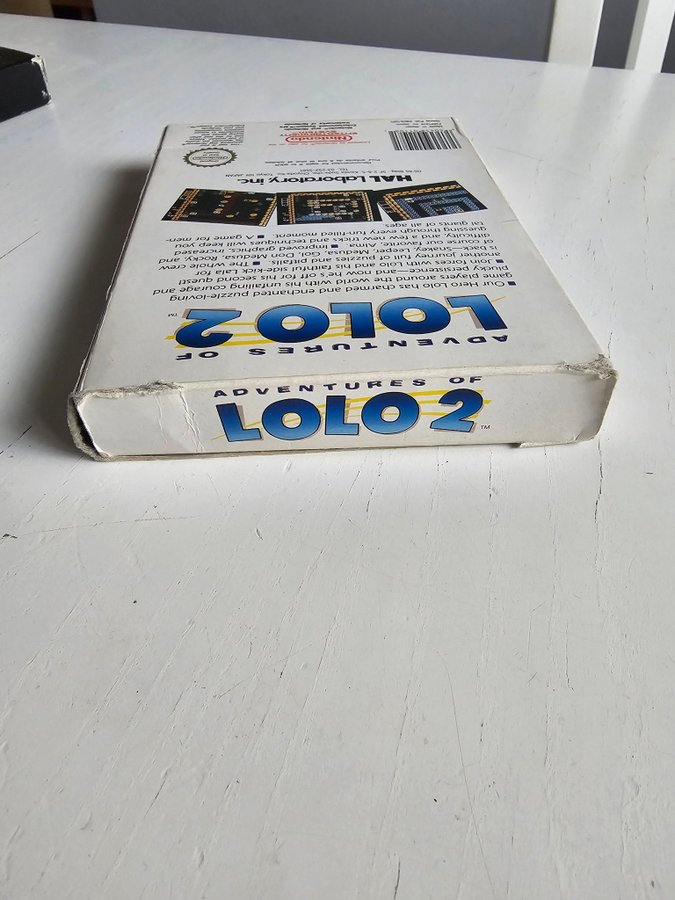 ADVENTURES OF
LOLO 2
TM
ADVENTURES OF
LOLO 2
TM
■ Our Hero Lolo has charmed and enchanted puzzle-loving
game players around the world with his unfailing courage and
plucky persistence—and now he's off for his second quest!
■ Join forces with Lolo and his faithful side-kick Lala for
another journey full of puzzles and pitfalls. ■ The whole crew
is back—Snakey, Leeper, Medusa, Gol, Don Medusa, Rocky, and
of course our favorite, Alma. ■ Improved graphics, increased
difficulty, and a few new tricks and techniques will keep you
guessing through every fun-filled moment. ■ A game for men-
tal giants of all ages.
HAL Laboratory, inc.
Nintendo
ENTERTAINMENT
SYSTEM